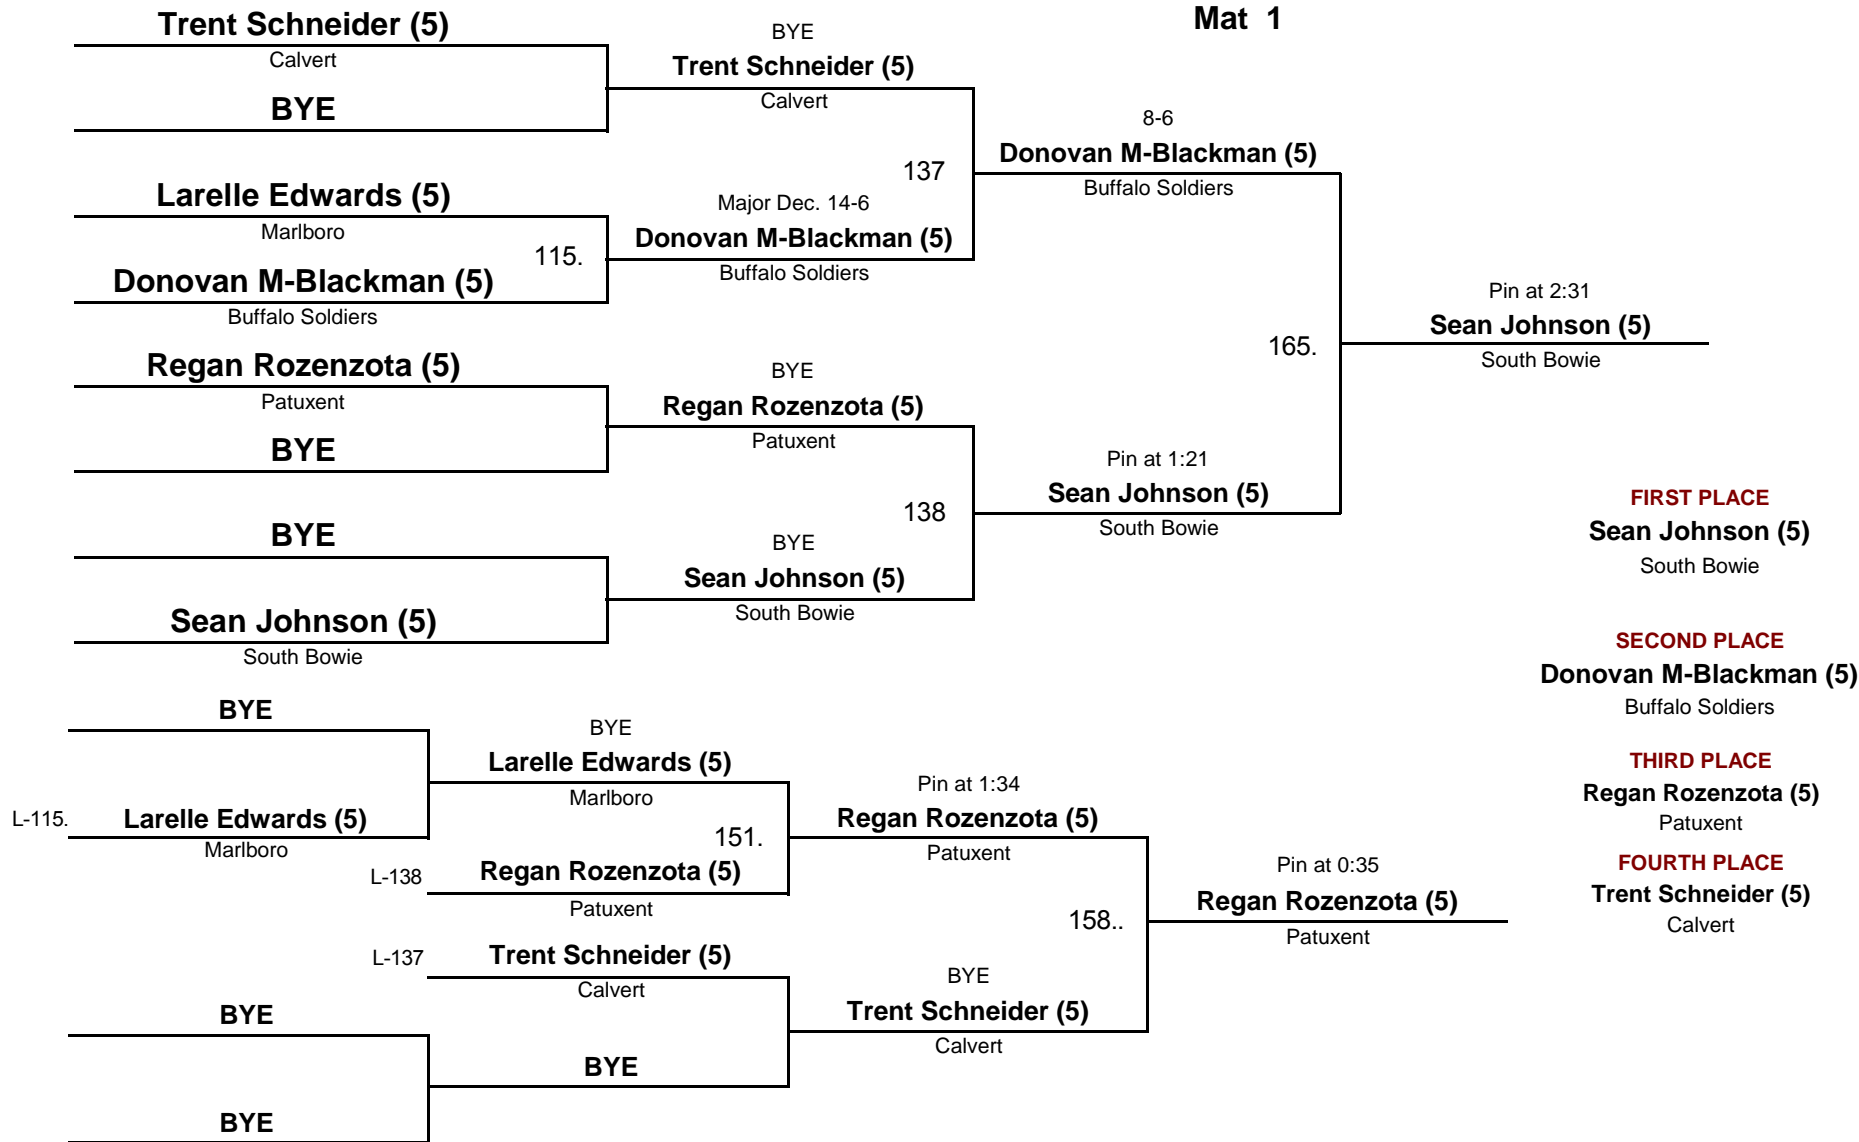 Mat 1
Trent Schneider (5)
Calvert
BYE
BYE
Trent Schneider (5)
Calvert
Larelle Edwards (5)
Marlboro
115.
Donovan M-Blackman (5)
Buffalo Soldiers
137
Major Dec. 14-6
Donovan M-Blackman (5)
Buffalo Soldiers
8-6
Donovan M-Blackman (5)
Buffalo Soldiers
Regan Rozenzota (5)
Patuxent
BYE
BYE
Regan Rozenzota (5)
Patuxent
BYE
Sean Johnson (5)
South Bowie
138
BYE
Sean Johnson (5)
South Bowie
Pin at 1:21
Sean Johnson (5)
South Bowie
165.
Pin at 2:31
Sean Johnson (5)
South Bowie
FIRST PLACE
Sean Johnson (5)
South Bowie
SECOND PLACE
Donovan M-Blackman (5)
Buffalo Soldiers
THIRD PLACE
Regan Rozenzota (5)
Patuxent
FOURTH PLACE
Trent Schneider (5)
Calvert
BYE
L-115.
Larelle Edwards (5)
Marlboro
BYE
Larelle Edwards (5)
Marlboro
151.
L-138
Regan Rozenzota (5)
Patuxent
Pin at 1:34
Regan Rozenzota (5)
Patuxent
L-137
Trent Schneider (5)
Calvert
BYE
BYE
BYE
BYE
Trent Schneider (5)
Calvert
158..
Pin at 0:35
Regan Rozenzota (5)
Patuxent